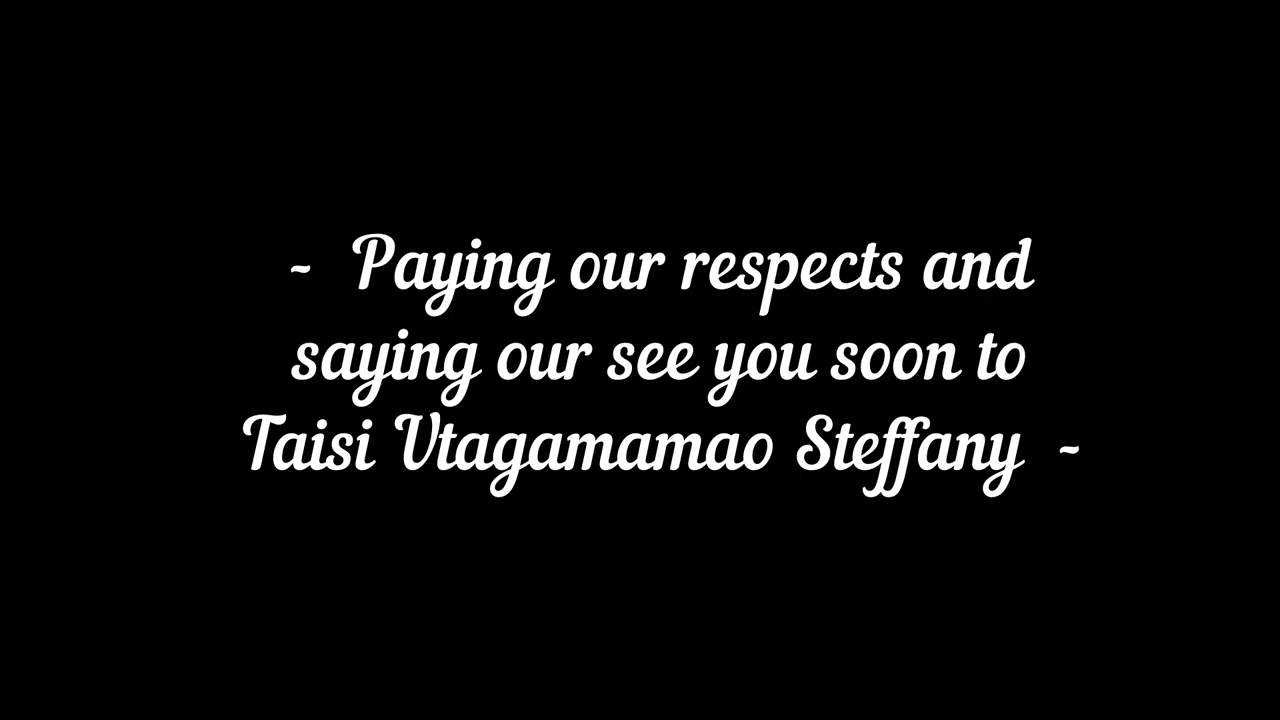 ~ Paying our respects and
saying our see you soon to
Taisi Vtagamamao Steffany ~